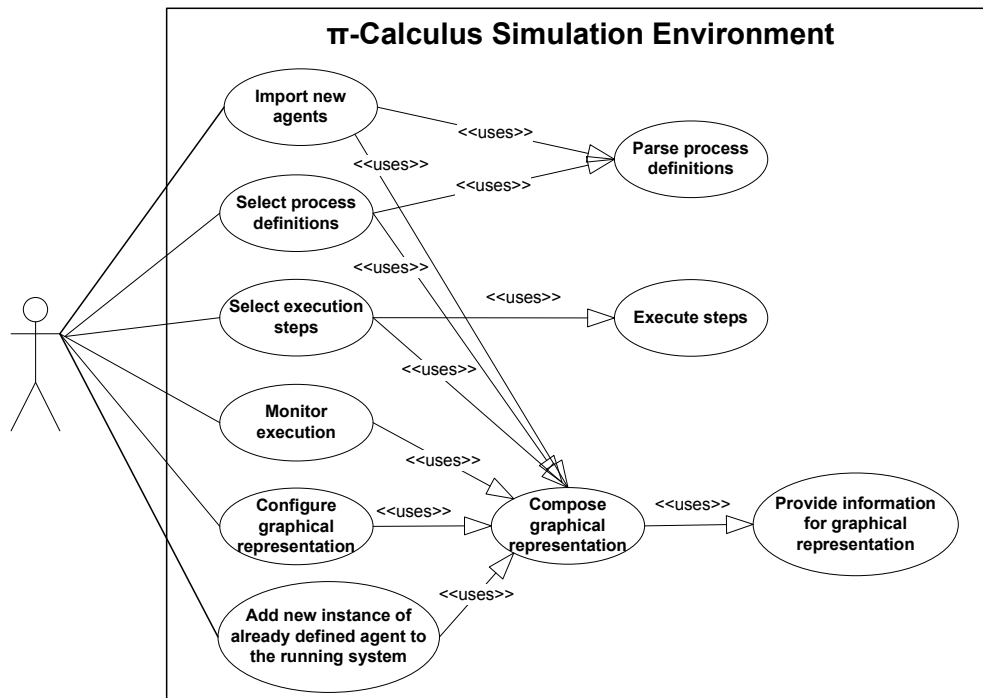 π-Calculus Simulation Environment
Import new
agents
<<uses>>
Parse process
definitions
<<uses>>
<<uses>>
Select process
definitions
<<uses>>
Select execution
steps
<<uses>>
Execute steps
<<uses>>
Monitor
execution
<<uses>>
Configure
graphical
representation
<<uses>>
Compose
graphical
representation
<<uses>>
Provide information
for graphical
representation
<<uses>>
Add new instance of
already defined agent to
the running system